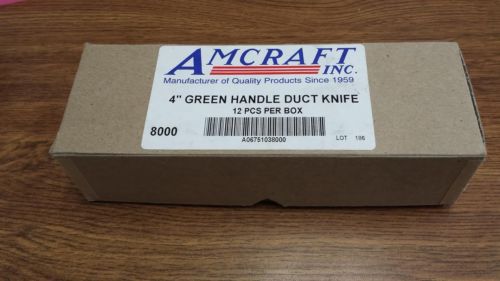 AMCRAFT
INC.
Manufacturer of Quality Products Since 1959
4" GREEN HANDLE DUCT KNIFE
12 PCS PER BOX
8000
A06751038000
LOT 186